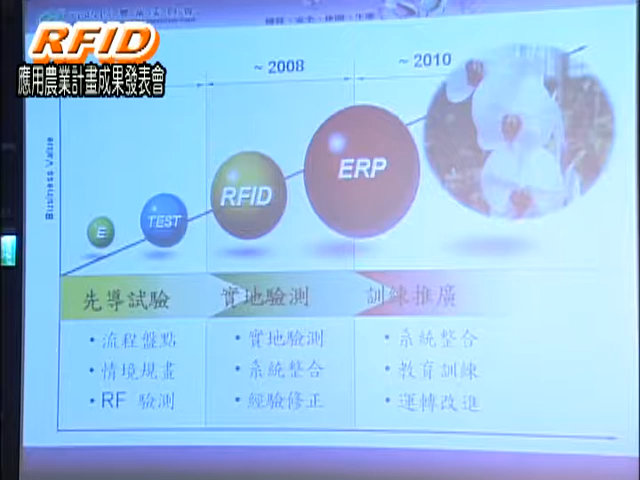 RFID
應用農業計畫成果發表會
~2008
~2010
E
TEST
RFID
ERP
先導試驗
實地驗測
訓練推廣
•流程盤點
•情境規畫
•RF 驗測
•實地驗測
•系統整合
•經驗修正
•系統整合
•教育訓練
•運轉改進